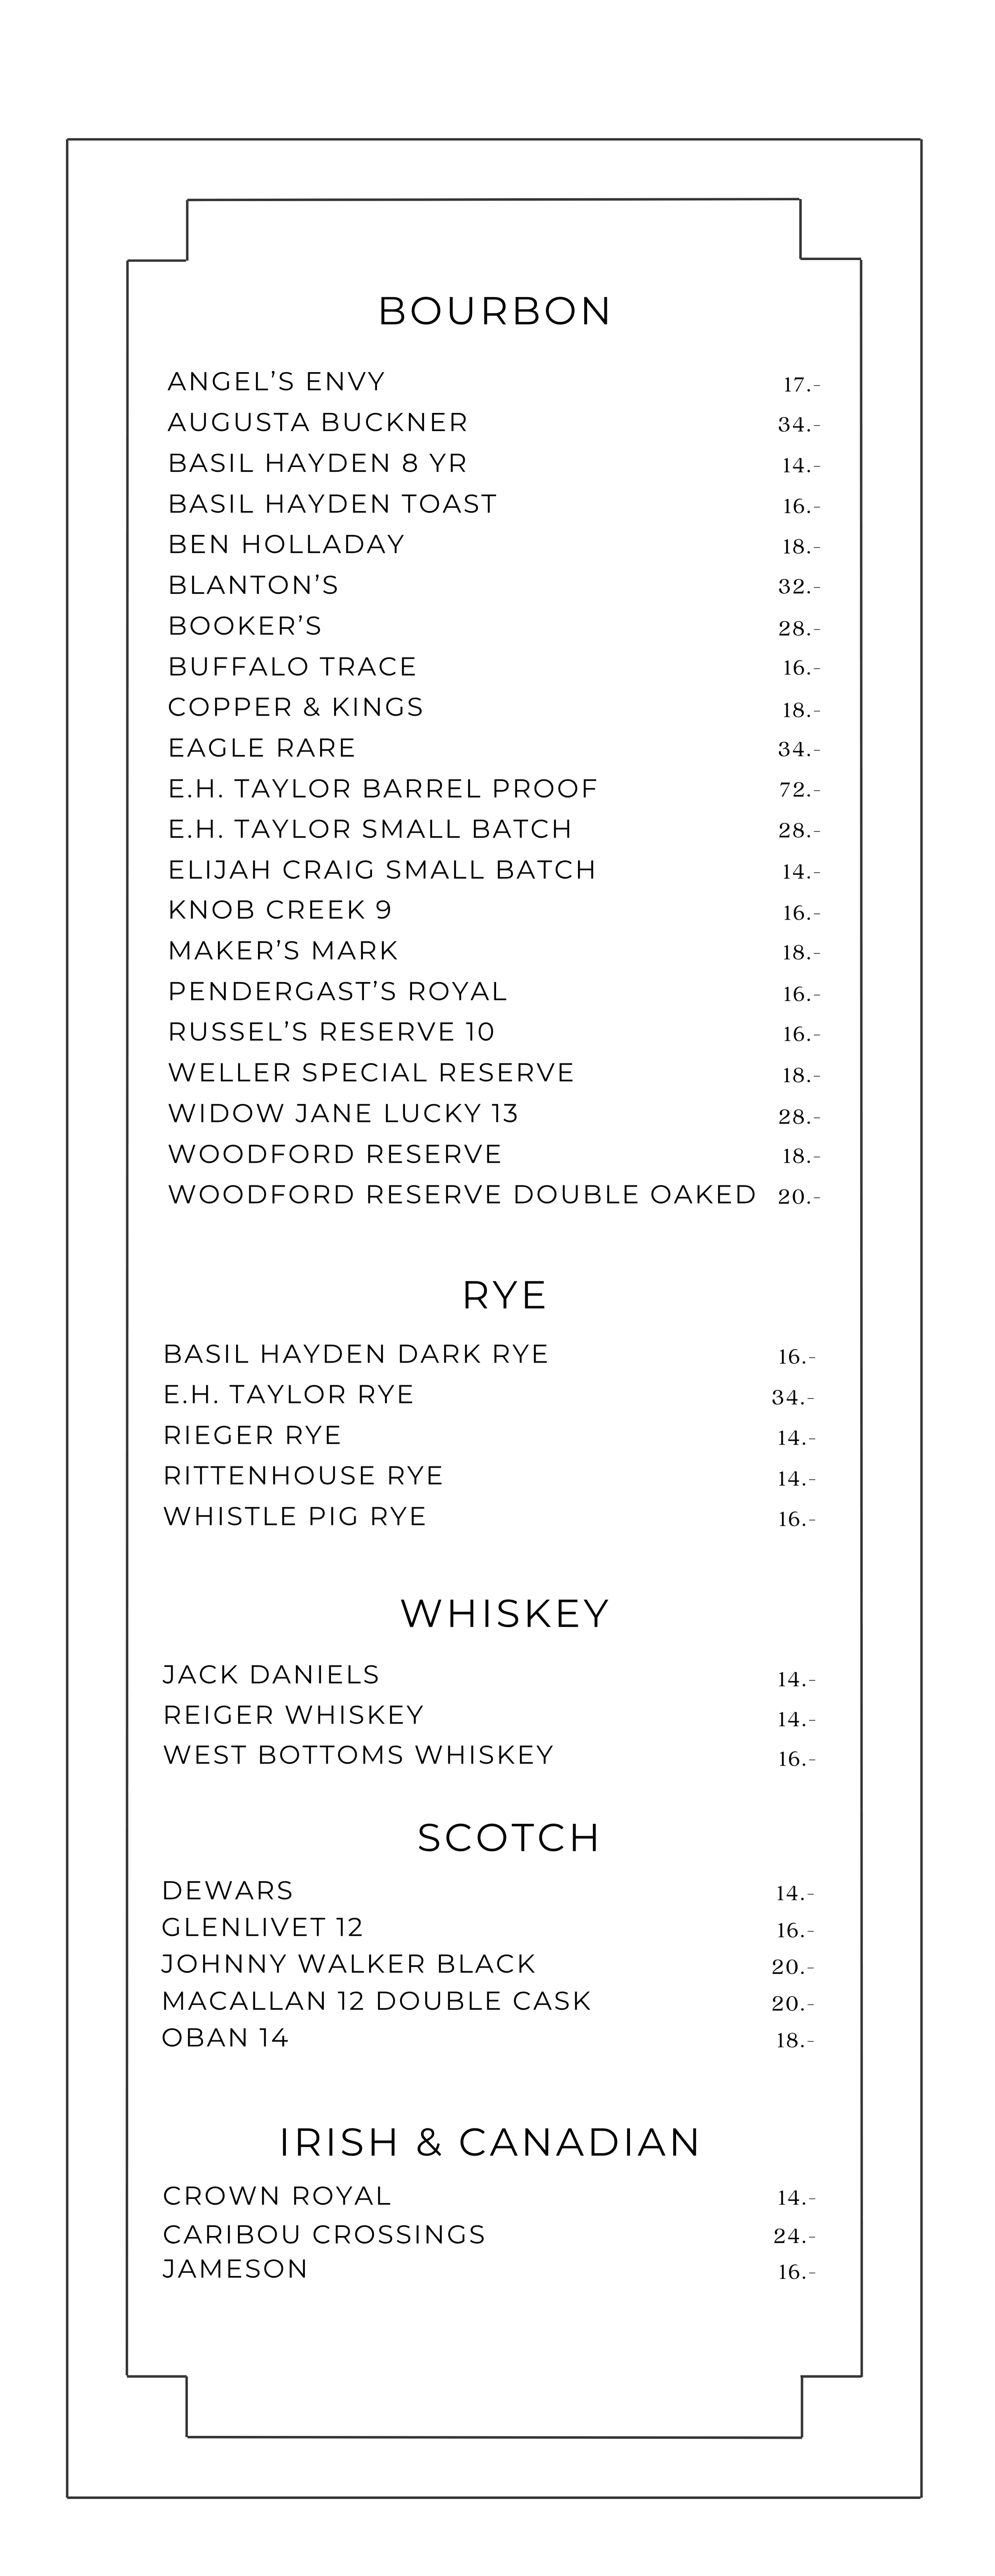 BOURBON
ANGEL’S ENVY 17.-
AUGUSTA BUCKNER 34.-
BASIL HAYDEN 8 YR 14.-
BASIL HAYDEN TOAST 16.-
BEN HOLLADAY 18.-
BLANTON’S 32.-
BOOKER’S 28.-
BUFFALO TRACE 16.-
COPPER & KINGS 18.-
EAGLE RARE 34.-
E.H. TAYLOR BARREL PROOF 72.-
E.H. TAYLOR SMALL BATCH 28.-
ELIJAH CRAIG SMALL BATCH 14.-
KNOB CREEK 9 16.-
MAKER’S MARK 18.-
PENDERGAST’S ROYAL 16.-
RUSSEL’S RESERVE 10 16.-
WELLER SPECIAL RESERVE 18.-
WIDOW JANE LUCKY 13 28.-
WOODFORD RESERVE 18.-
WOODFORD RESERVE DOUBLE OAKED 20.-
RYE
BASIL HAYDEN DARK RYE 16.-
E.H. TAYLOR RYE 34.-
RIEGER RYE 14.-
RITTENHOUSE RYE 14.-
WHISTLE PIG RYE 16.-
WHISKEY
JACK DANIELS 14.-
REIGER WHISKEY 14.-
WEST BOTTOMS WHISKEY 16.-
SCOTCH
DEWARS 14.-
GLENLIVET 12 16.-
JOHNNY WALKER BLACK 20.-
MACALLAN 12 DOUBLE CASK 20.-
OBAN 14 18.-
IRISH & CANADIAN
CROWN ROYAL 14.-
CARIBOU CROSSINGS 24.-
JAMESON 16.-